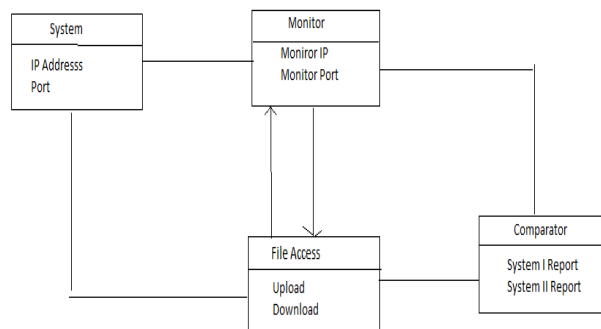 System
IP Addresss
Port
Monitor
Moniror IP
Monitor Port
File Access
Upload
Download
Comparator
System I Report
System II Report